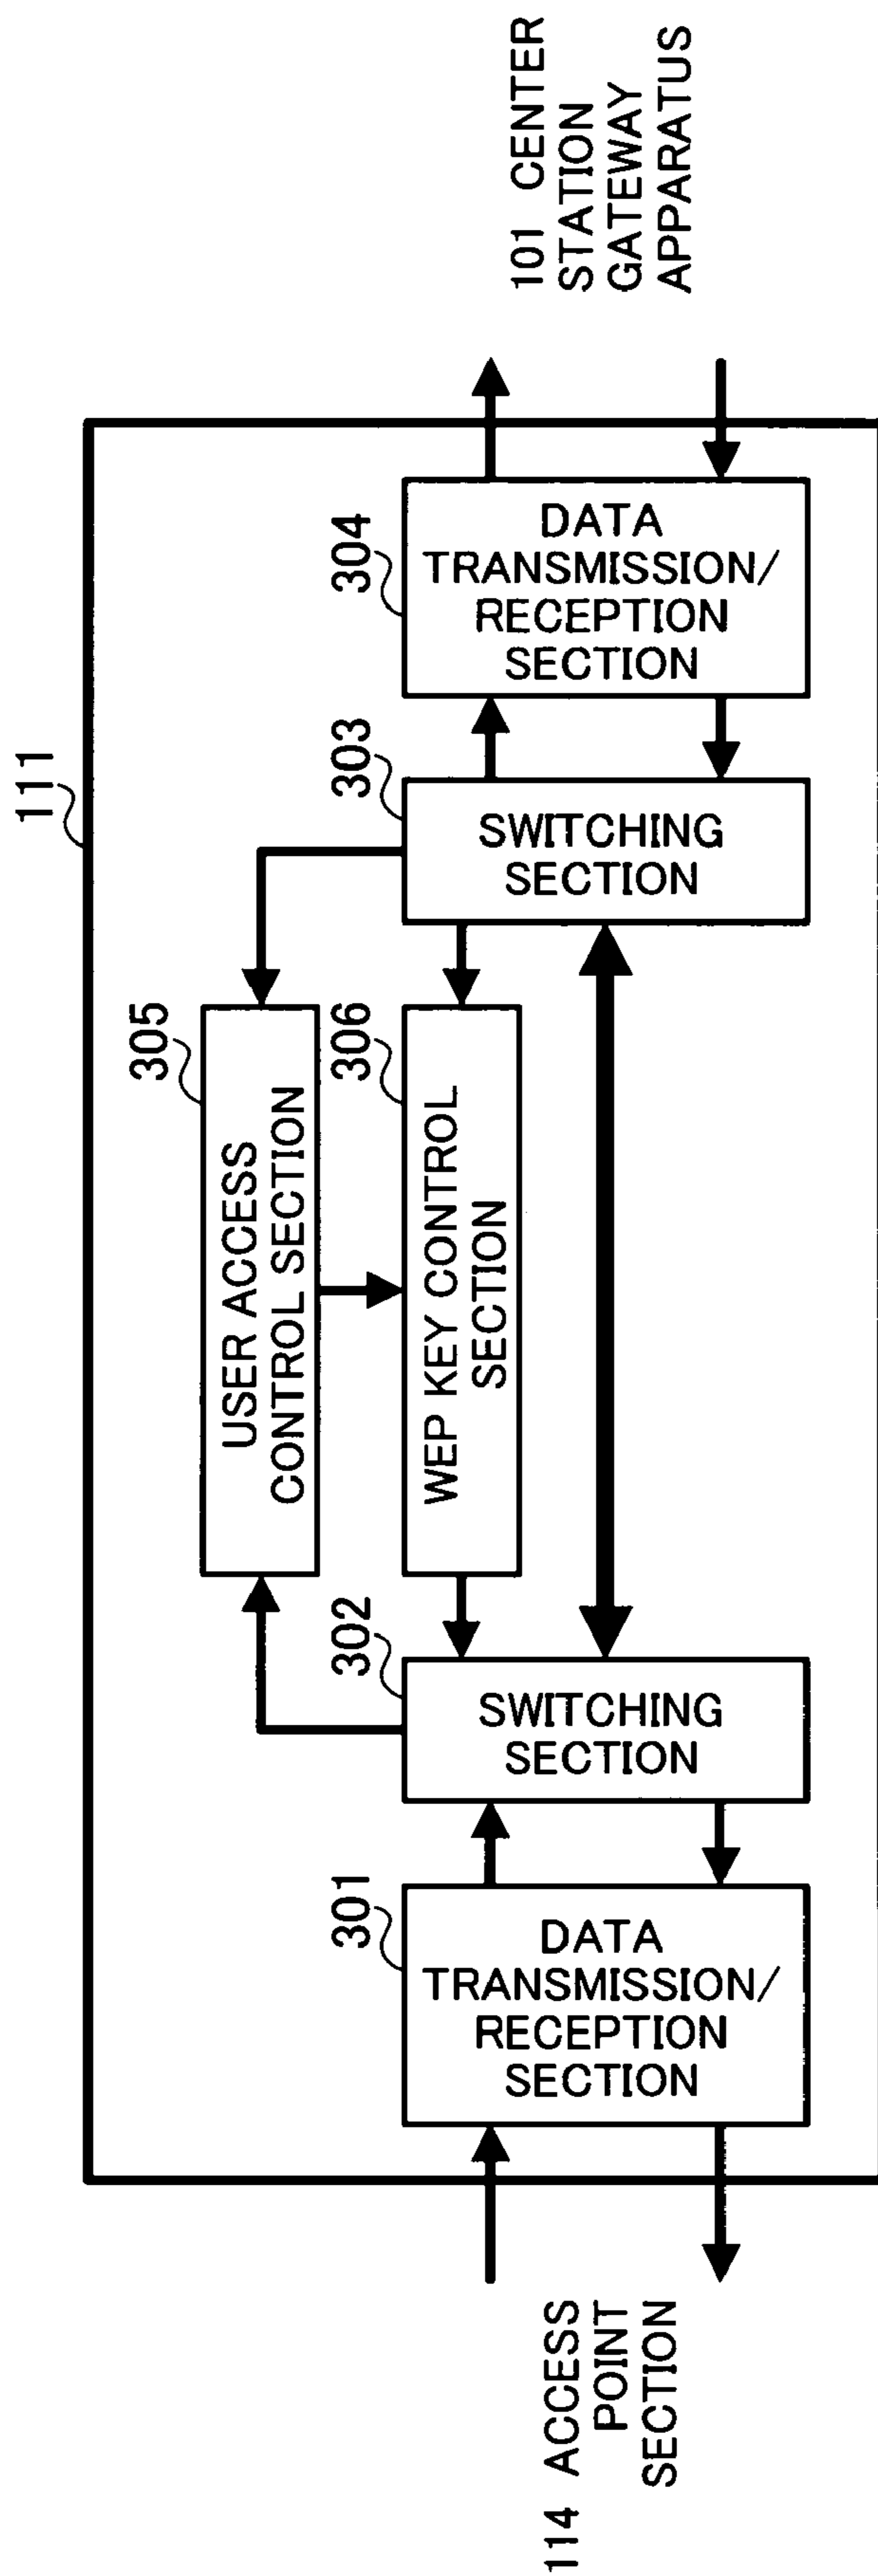 111
114 ACCESS
POINT
SECTION
301
DATA
TRANSMISSION/
RECEPTION
SECTION
302
SWITCHING
SECTION
305
USER ACCESS
CONTROL SECTION
306
WEP KEY CONTROL
SECTION
303
SWITCHING
SECTION
304
DATA
TRANSMISSION/
RECEPTION
SECTION
101 CENTER
STATION
GATEWAY
APPARATUS